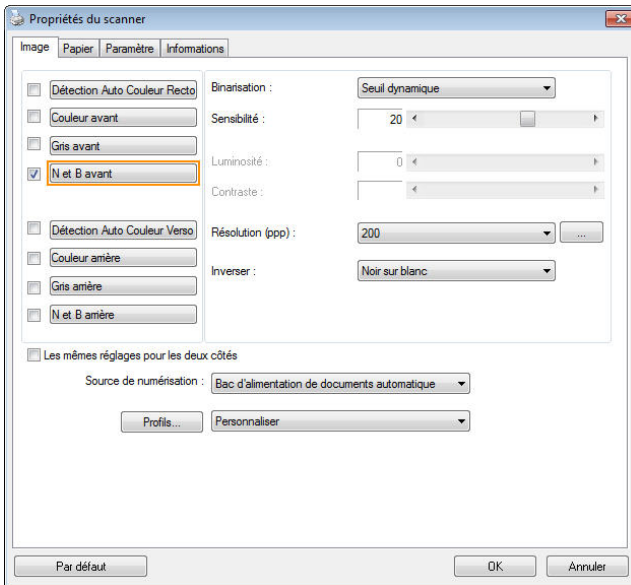 Propriétés du scanner
Image Papier Paramètre Informations
Détection Auto Couleur Recto
Couleur avant
Gris avant
N et B avant
Détection Auto Couleur Verso
Couleur arrière
Gris arrière
N et B arrière
Binarisation : Seuil dynamique
Sensibilité : 20
Luminosité : 0
Contraste :
Résolution (ppp) : 200 ...
Inverser : Noir sur blanc
Les mêmes réglages pour les deux côtés
Source de numérisation : Bac d'alimentation de documents automatique
Profils... Personnaliser
Par défaut OK Annuler